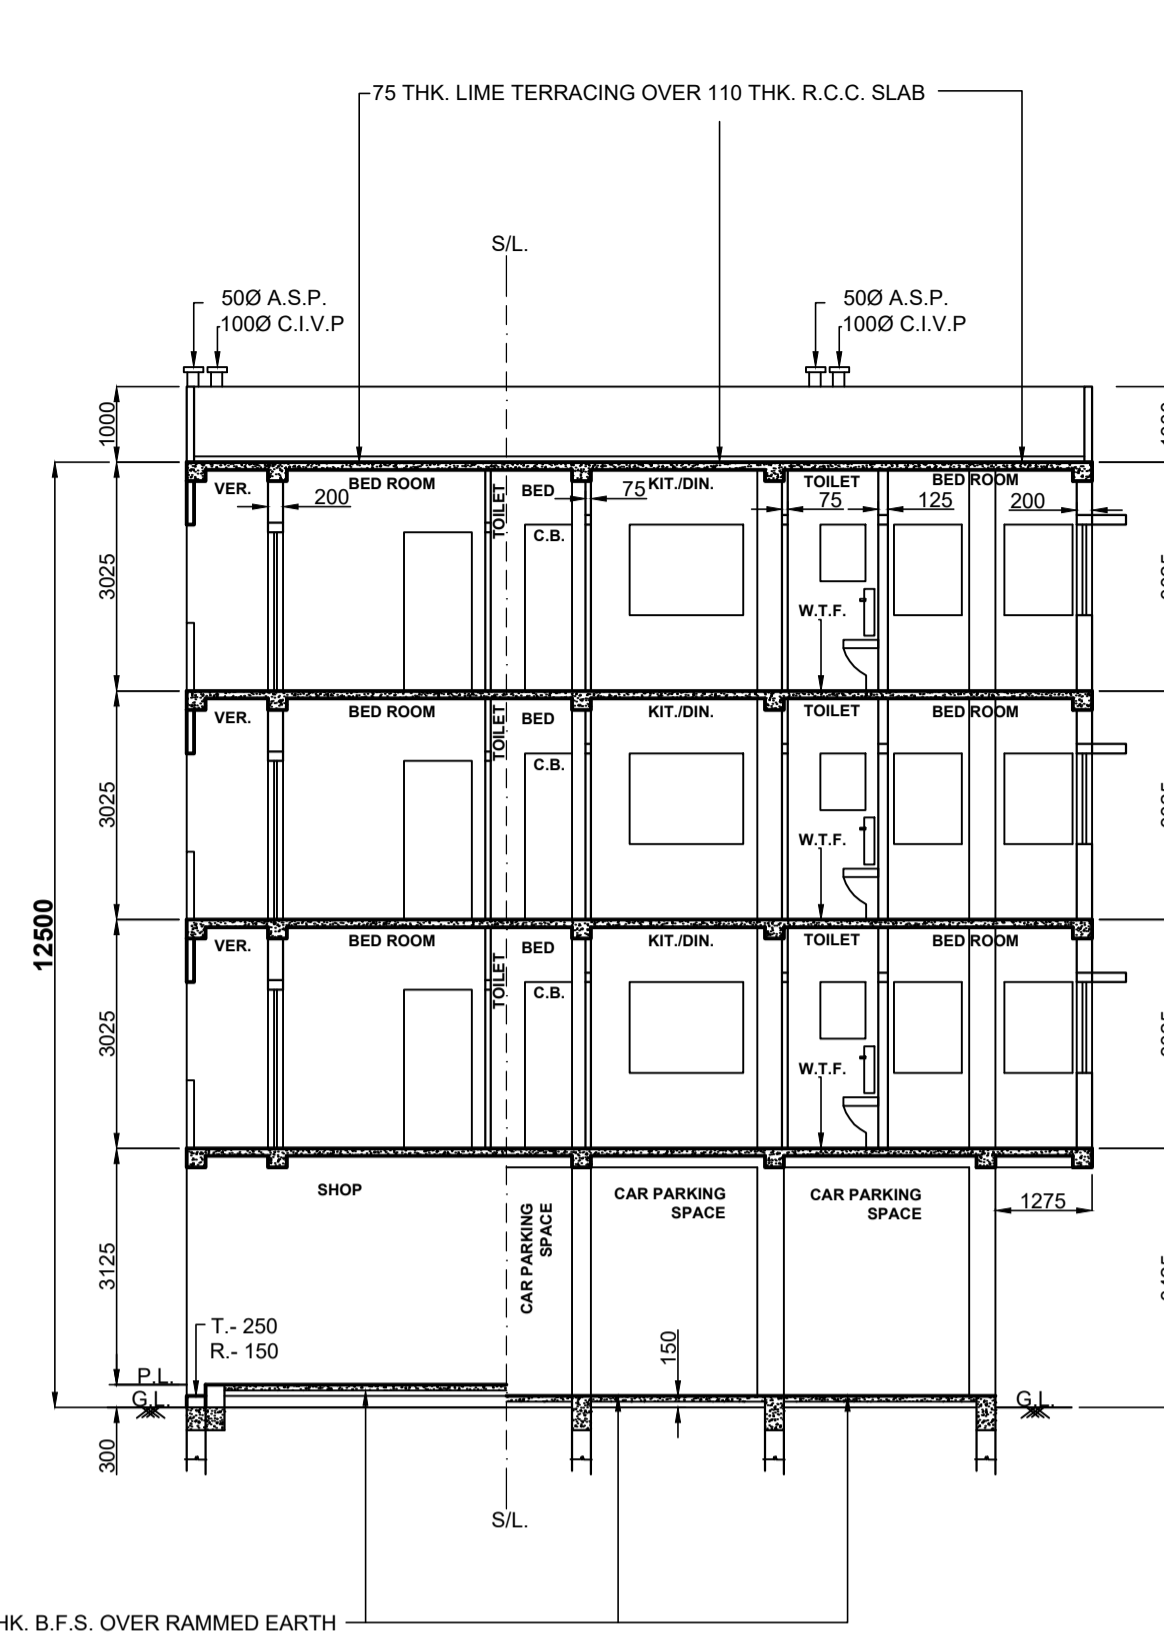 75 THK. LIME TERRACING OVER 110 THK. R.C.C. SLAB
S/L.
50Ø A.S.P.
100Ø C.I.V.P
50Ø A.S.P.
100Ø C.I.V.P
1000
VER.
200
BED ROOM
TOILET
BED
C.B.
75
KIT./DIN.
TOILET
75
125
BED ROOM
200
W.T.F.
3025
VER.
BED ROOM
TOILET
BED
C.B.
KIT./DIN.
TOILET
BED ROOM
W.T.F.
3025
12500
VER.
BED ROOM
TOILET
BED
C.B.
KIT./DIN.
TOILET
BED ROOM
W.T.F.
3025
SHOP
CAR PARKING
SPACE
CAR PARKING
SPACE
CAR PARKING
SPACE
1275
3125
T.- 250
R.- 150
150
P.L.
G.L.
G.L.
300
S/L.
HK. B.F.S. OVER RAMMED EARTH